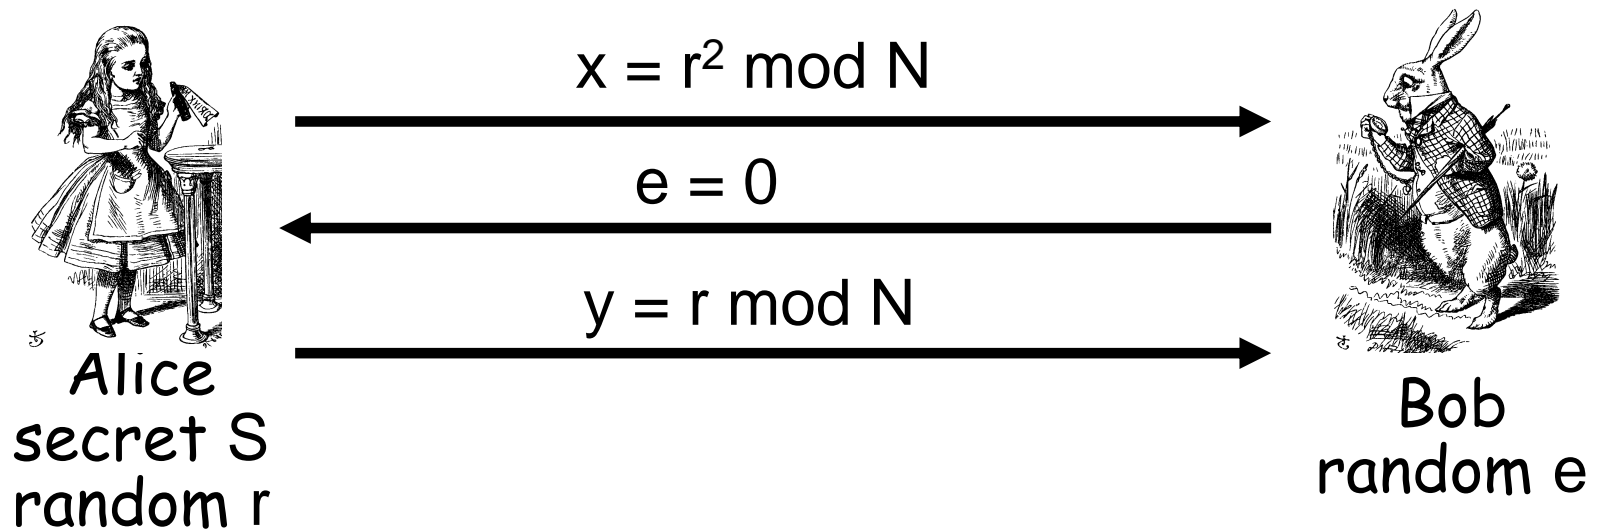 x = r² mod N
e = 0
y = r mod N
Alice
secret S
random r
Bob
random e